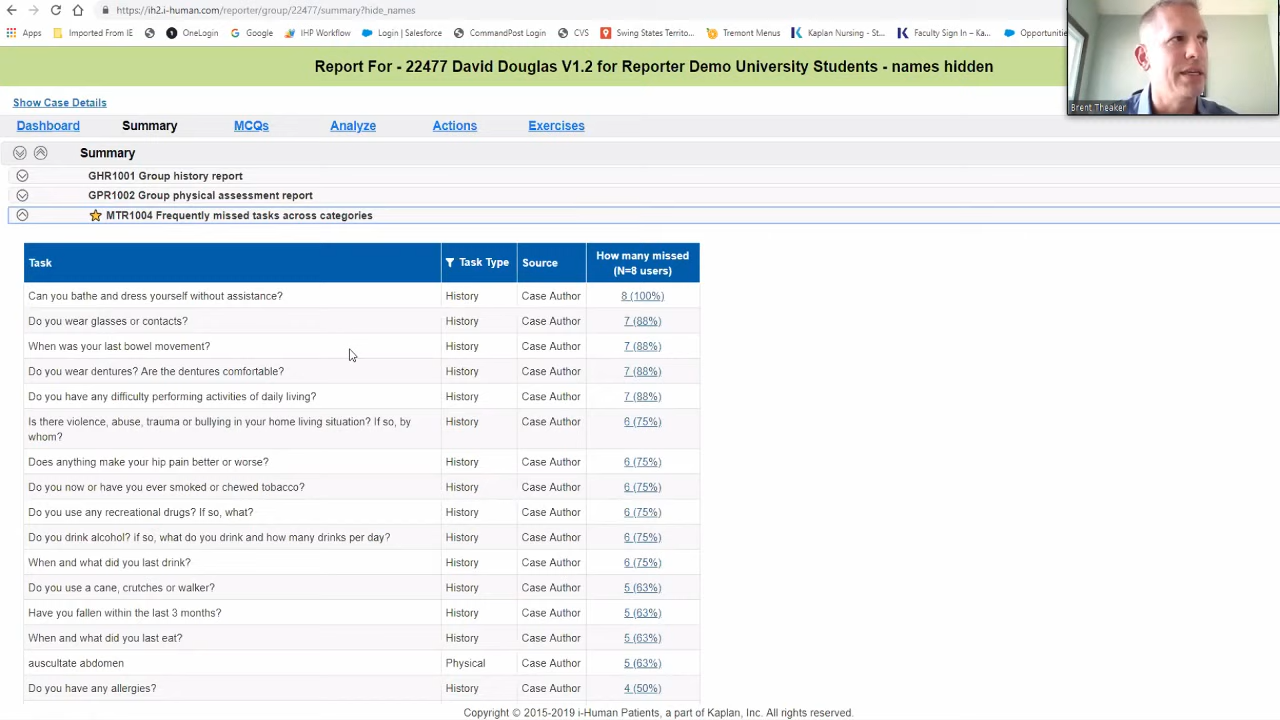 https://ih2.i-human.com/reporter/group/22477/summary?hide_names
Apps Imported From IE OneLogin Google IHP Workflow Login | Salesforce CommandPost Login CVS Swing States Territo... Tremont Menus Kaplan Nursing - St... Faculty Sign In – Ka... Opportunities
Report For - 22477 David Douglas V1.2 for Reporter Demo University Students - names hidden
Brent Theaker
Show Case Details
Dashboard Summary MCQs Analyze Actions Exercises
Summary
GHR1001 Group history report
GPR1002 Group physical assessment report
MTR1004 Frequently missed tasks across categories
Task Task Type Source How many missed (N=8 users)
Can you bathe and dress yourself without assistance? History Case Author 8 (100%)
Do you wear glasses or contacts? History Case Author 7 (88%)
When was your last bowel movement? History Case Author 7 (88%)
Do you wear dentures? Are the dentures comfortable? History Case Author 7 (88%)
Do you have any difficulty performing activities of daily living? History Case Author 7 (88%)
Is there violence, abuse, trauma or bullying in your home living situation? If so, by History Case Author 6 (75%)
whom?
Does anything make your hip pain better or worse? History Case Author 6 (75%)
Do you now or have you ever smoked or chewed tobacco? History Case Author 6 (75%)
Do you use any recreational drugs? If so, what? History Case Author 6 (75%)
Do you drink alcohol? if so, what do you drink and how many drinks per day? History Case Author 6 (75%)
When and what did you last drink? History Case Author 6 (75%)
Do you use a cane, crutches or walker? History Case Author 5 (63%)
Have you fallen within the last 3 months? History Case Author 5 (63%)
When and what did you last eat? History Case Author 5 (63%)
auscultate abdomen Physical Case Author 5 (63%)
Do you have any allergies? History Case Author 4 (50%)
Copyright © 2015-2019 i-Human Patients, a part of Kaplan, Inc. All rights reserved.